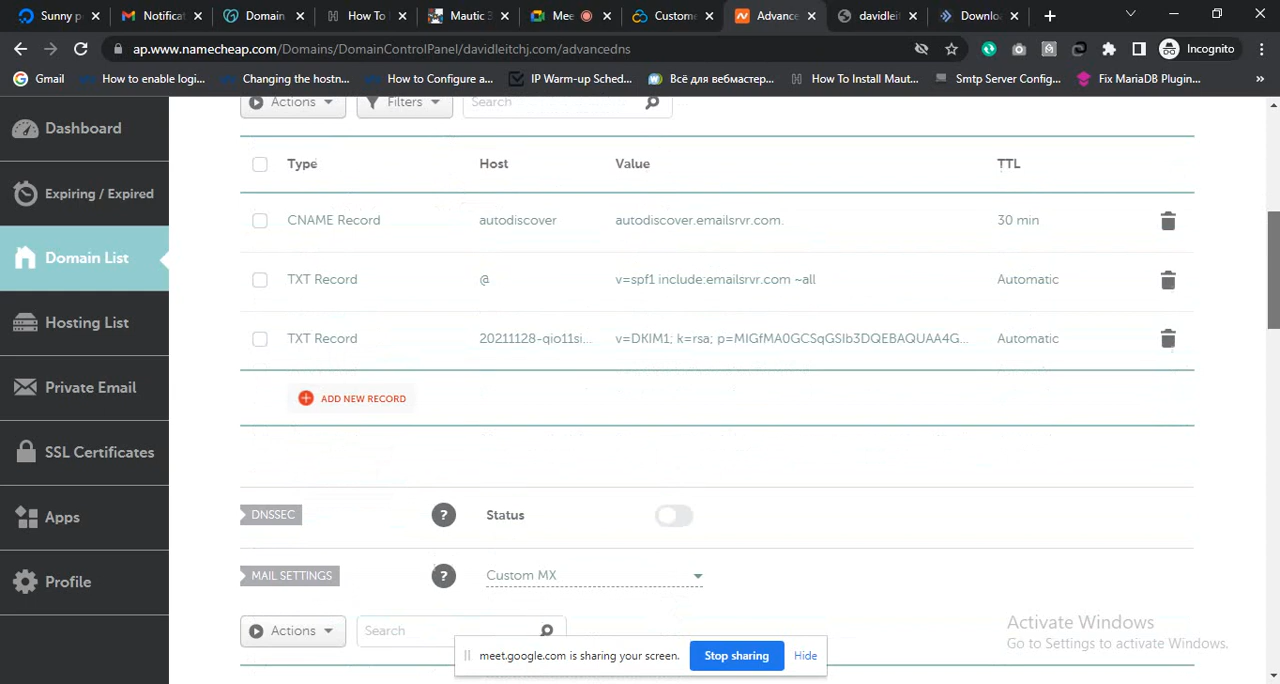 Sunny p
Notificat
Domain
How To
Mautic
Mee
Custome
Advance
davidleit
Downlo
ap.www.namecheap.com/Domains/DomainControlPanel/davidleitchj.com/advancedns
Incognito
Gmail
How to enable logi...
Changing the hostn...
How to Configure a...
IP Warm-up Sched...
Всё для вебмастер...
How To Install Maut...
Smtp Server Config...
Fix MariaDB Plugin...
»
Dashboard
Expiring / Expired
Domain List
Hosting List
Private Email
SSL Certificates
Apps
Profile
Actions
Filters
Search
Type Host Value TTL
CNAME Record autodiscover autodiscover.emailsrvr.com. 30 min
TXT Record @ v=spf1 include:emailsrvr.com ~all Automatic
TXT Record 20211128-qio11si... v=DKIM1; k=rsa; p=MIGfMA0GCSqGSIb3DQEBAQUAA4G... Automatic
ADD NEW RECORD
DNSSEC ? Status
MAIL SETTINGS ? Custom MX
Actions Search
Activate Windows
Go to Settings to activate Windows.
meet.google.com is sharing your screen. Stop sharing Hide